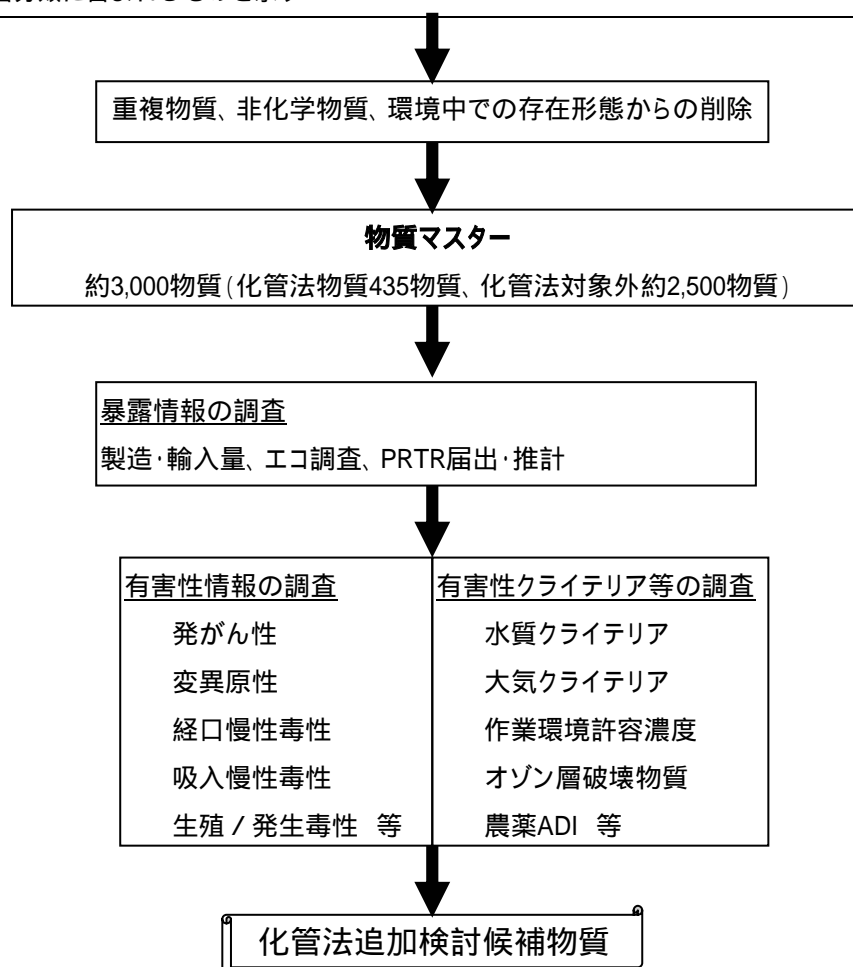 重複物質、非化学物質、環境中での存在形態からの削除
物質マスター
約3,000物質(化管法物質435物質、化管法対象外約2,500物質)
暴露情報の調査
製造・輸入量、エコ調査、PRTR届出・推計
有害性情報の調査
発がん性
変異原性
経口慢性毒性
吸入慢性毒性
生殖/発生毒性 等
有害性クライテリア等の調査
水質クライテリア
大気クライテリア
作業環境許容濃度
オゾン層破壊物質
農薬ADI 等
化管法追加検討候補物質